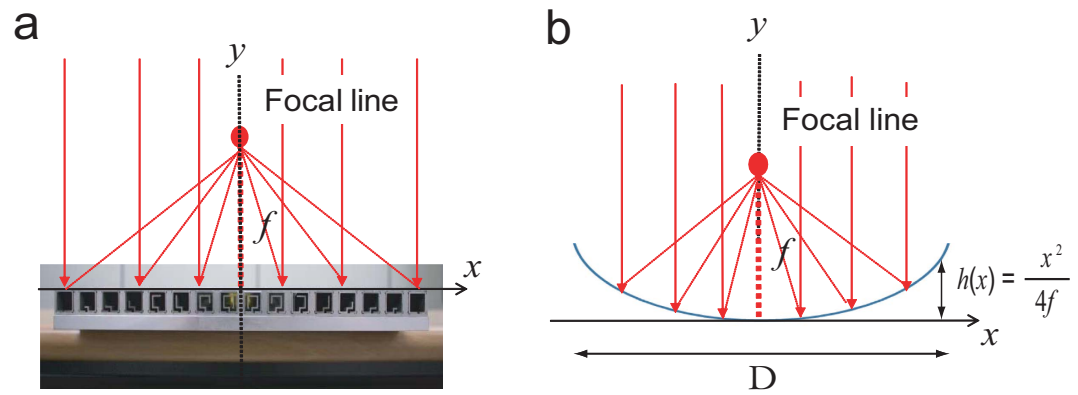 a
y
Focal line
f
x
b
y
Focal line
f
h(x) = x² / 4f
x
D